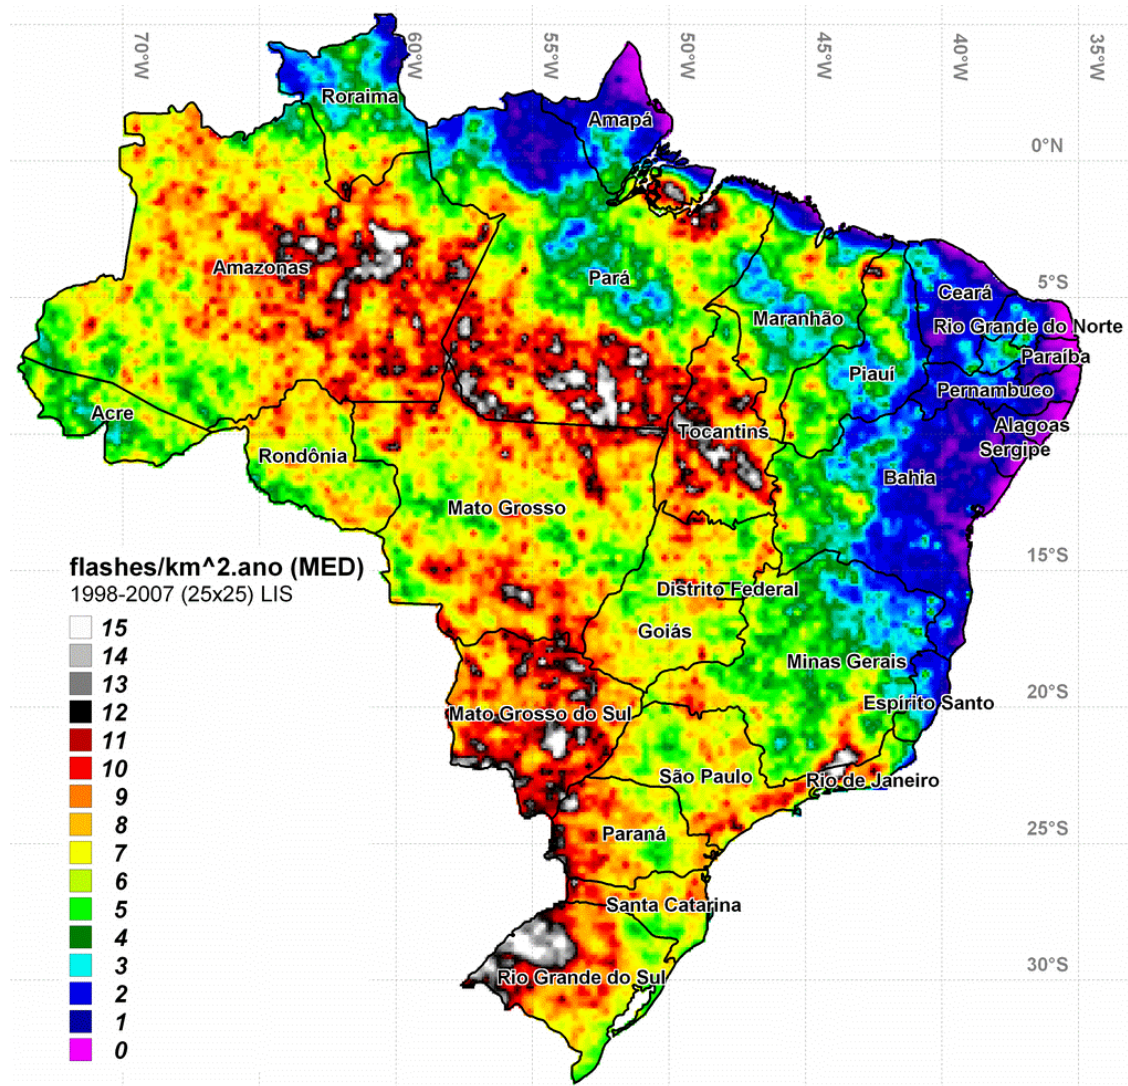 70°W
60°W
55°W
50°W
45°W
40°W
35°W
Roraima
Amapá
0°N
Amazonas
Pará
5°S
Ceará
Maranhão
Rio Grande do Norte
Paraíba
Piauí
Pernambuco
Acre
Alagoas
Tocantins
Sergipe
Rondônia
Bahia
Mato Grosso
15°S
flashes/km^2.ano (MED)
1998-2007 (25x25) LIS
Distrito Federal
Goiás
15
14
13
12
11
10
9
8
7
6
5
4
3
2
1
0
Minas Gerais
20°S
Espírito Santo
Mato Grosso do Sul
São Paulo
Rio de Janeiro
25°S
Paraná
Santa Catarina
30°S
Rio Grande do Sul